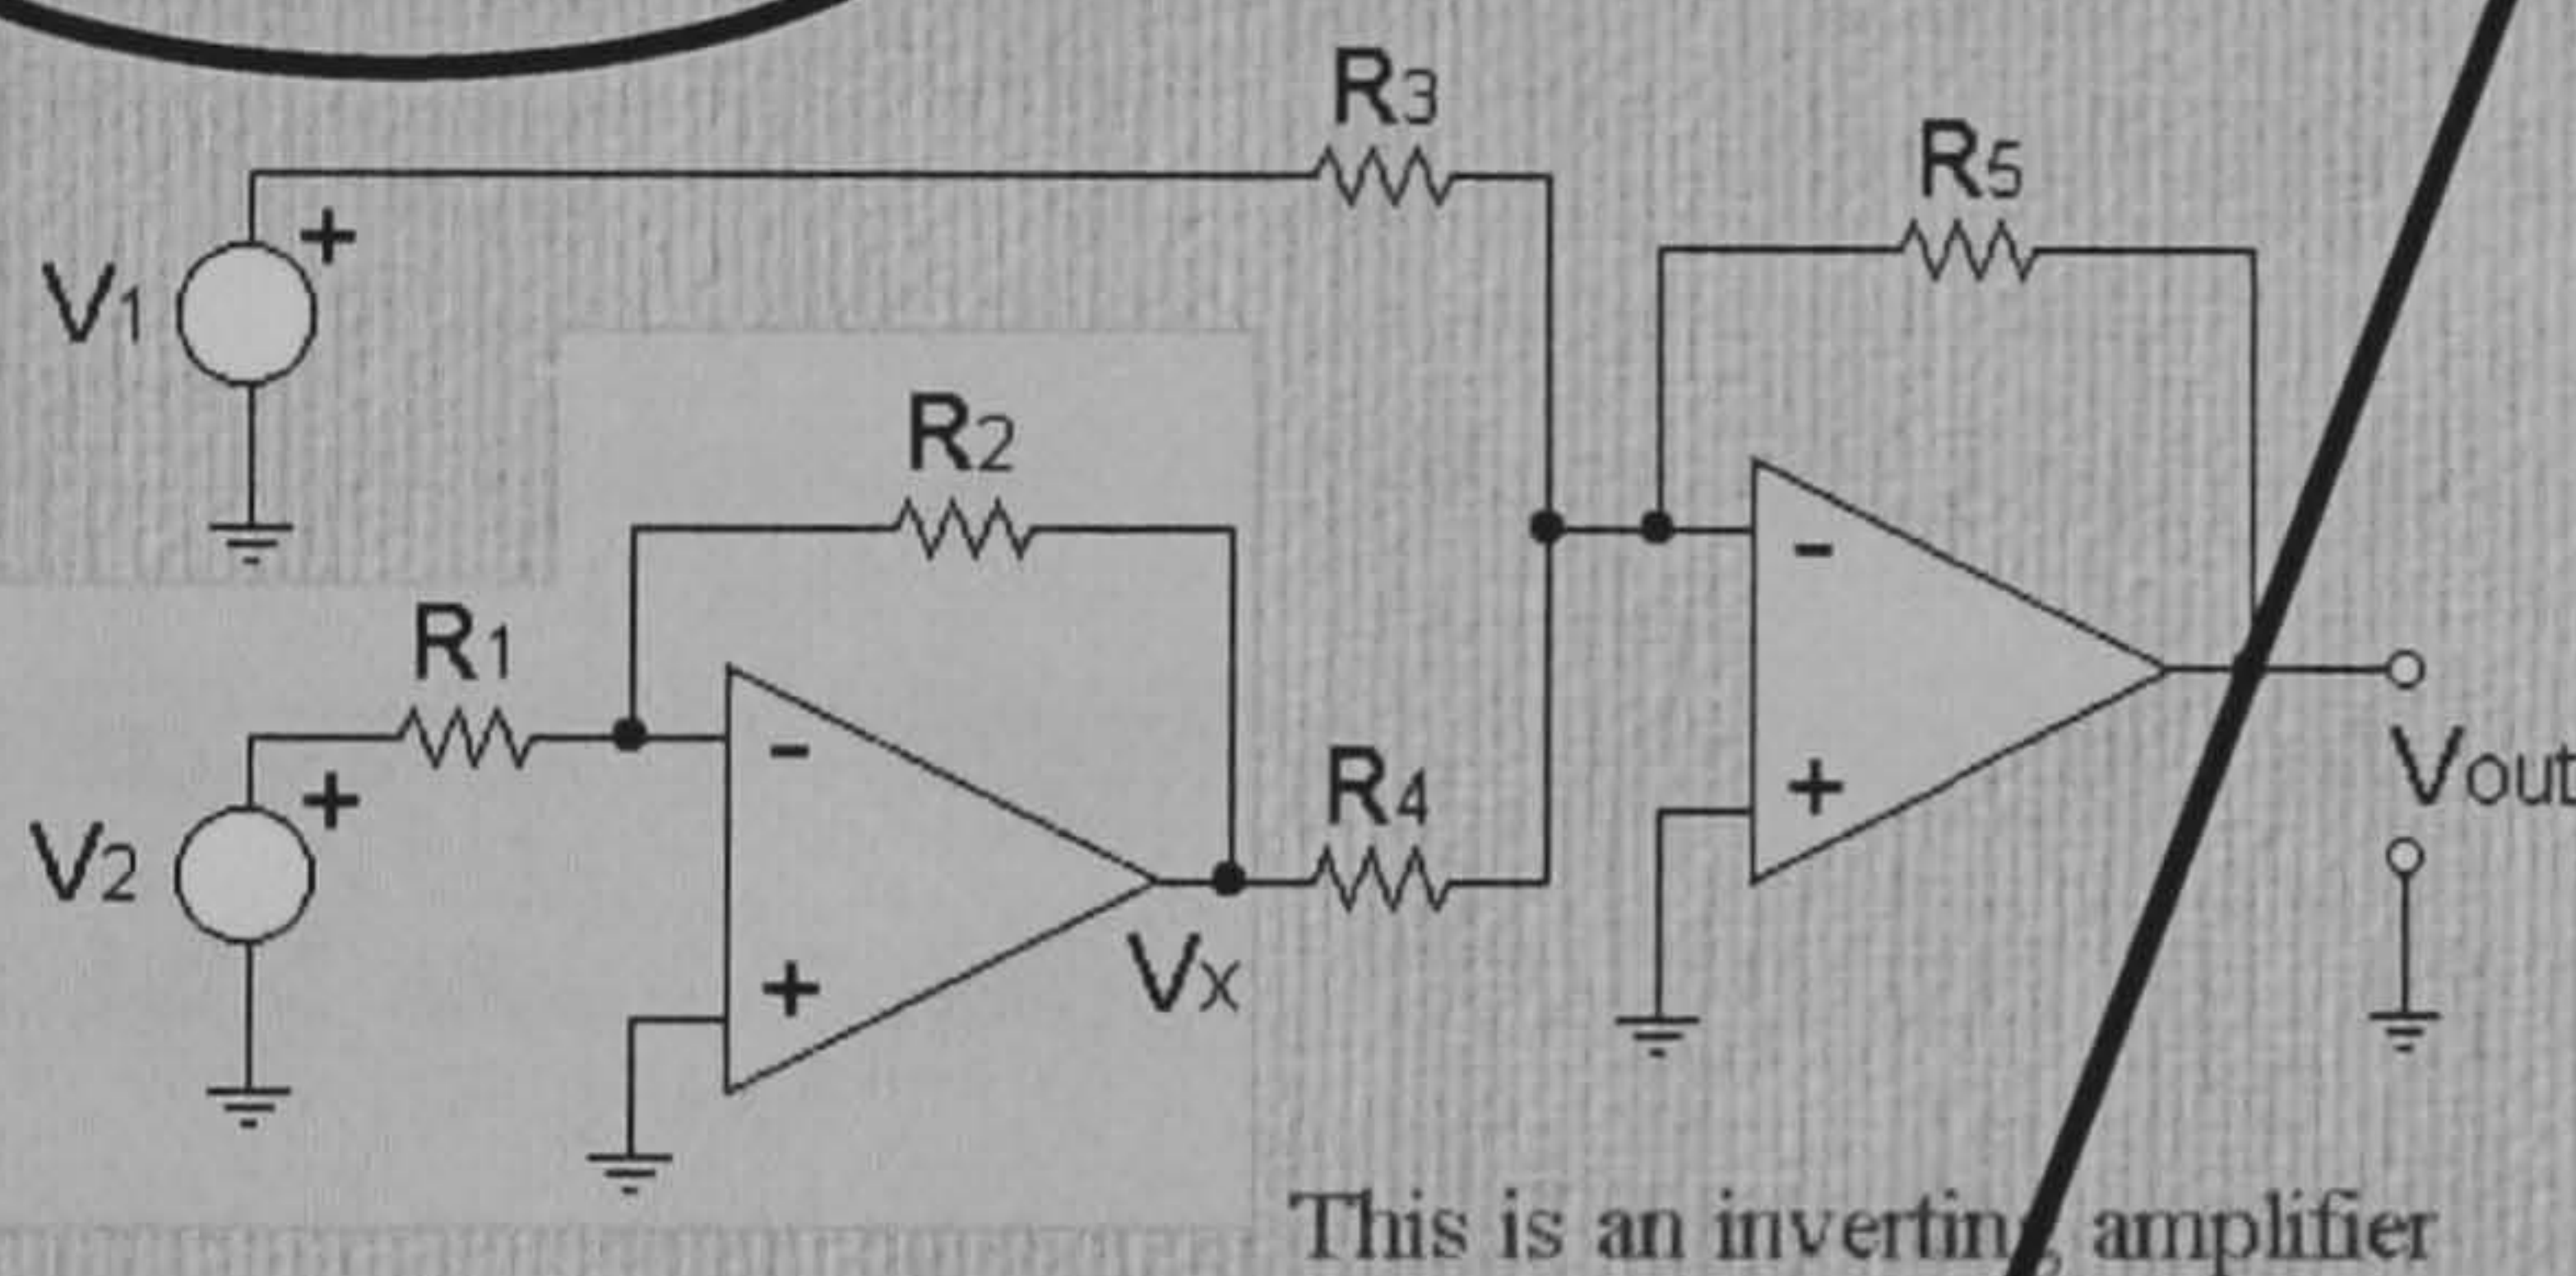 R3
R5
V1
+
R2
R1
-
-
+
V2
+
R4
+
Vout
Vx
This is an inverting amplifier